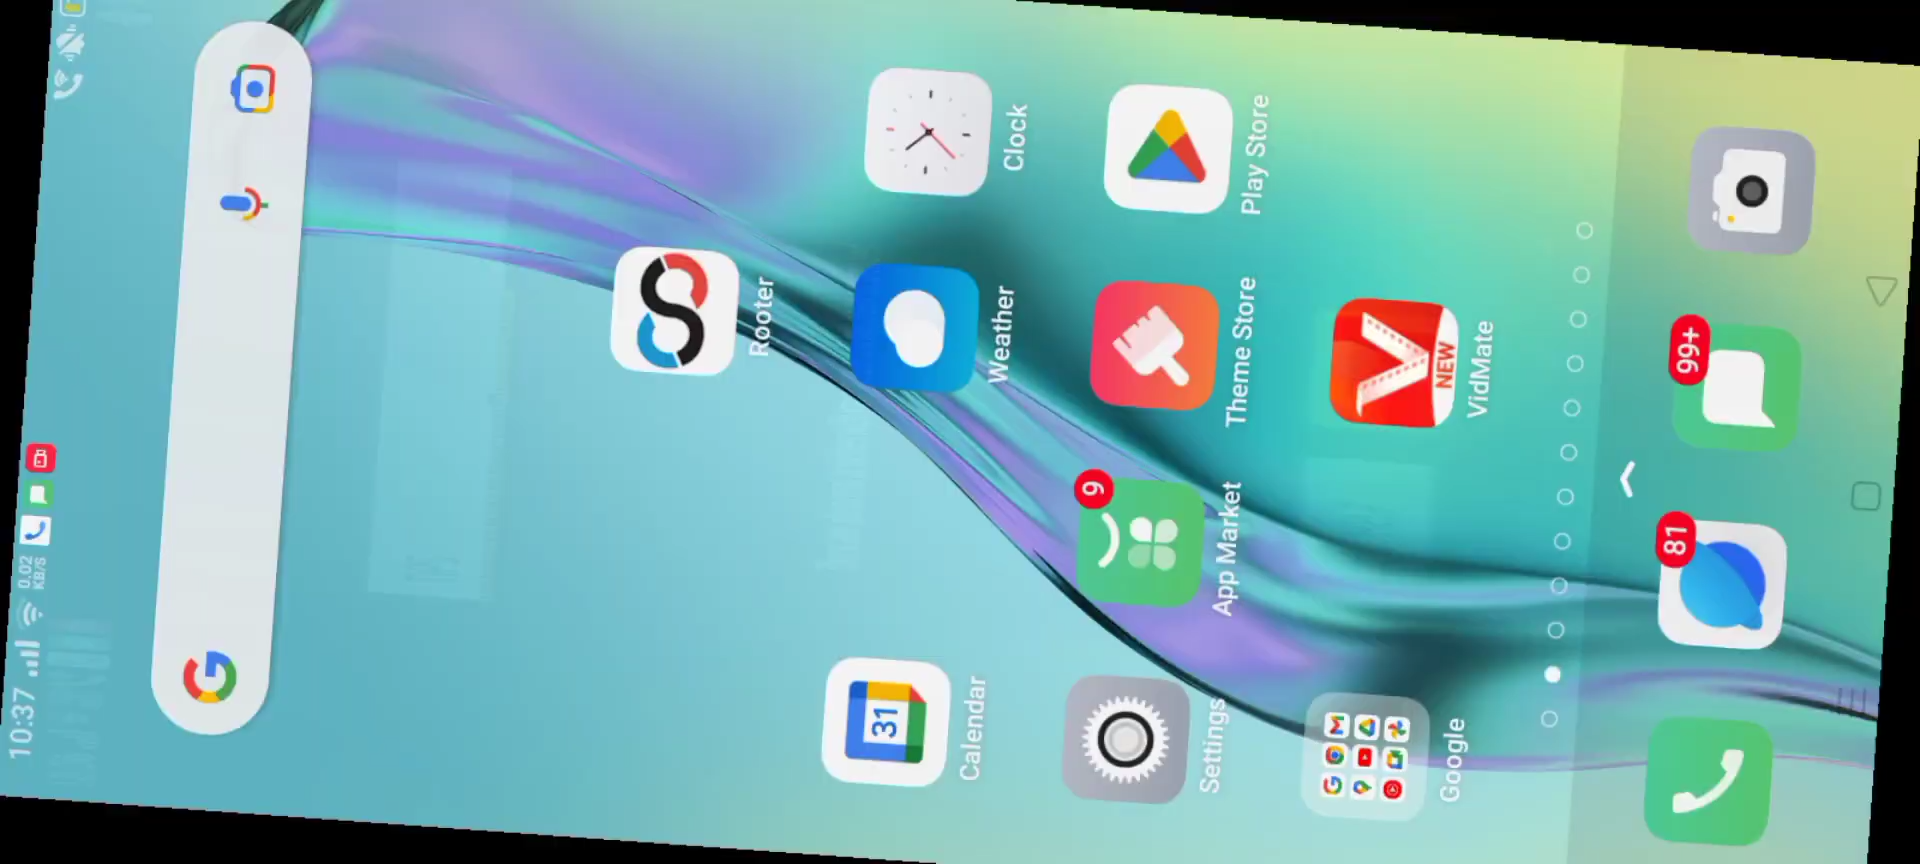 10:37
0.02
KB/S
Rooter
Calendar
31
Weather
Clock
Settings
App Market
9
Theme Store
Play Store
Google
VidMate
NEW
81
99+